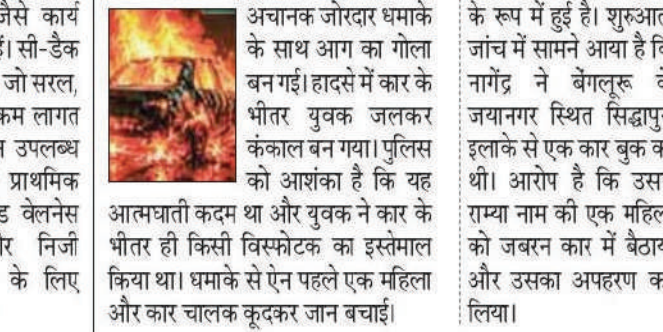 जैसे कार्य
हैं। सी-डैक
जो सरल,
लागत
उपलब्ध
प्राथमिक
वेलनेस
निजी
के लिए
अचानक जोरदार धमाके
के साथ आग का गोला
बन गई। हादसे में कार के
भीतर युवक जलकर
कंकाल बन गया। पुलिस
को आशंका है कि यह
आत्मघाती कदम था और युवक ने कार के
भीतर ही किसी विस्फोटक का इस्तेमाल
किया था। धमाके से ऐन पहले एक महिला
और कार चालक कूदकर जान बचाई।
के रूप में हुई है। शुरुआत
जांच में सामने आया है
नागेंद्र ने बेंगलूरू
जयानगर स्थित सिद्धापु
इलाके से एक कार बुक
थी। आरोप है कि उस
राम्या नाम की एक महिल
को जबरन कार में बैठा
और उसका अपहरण
लिया।